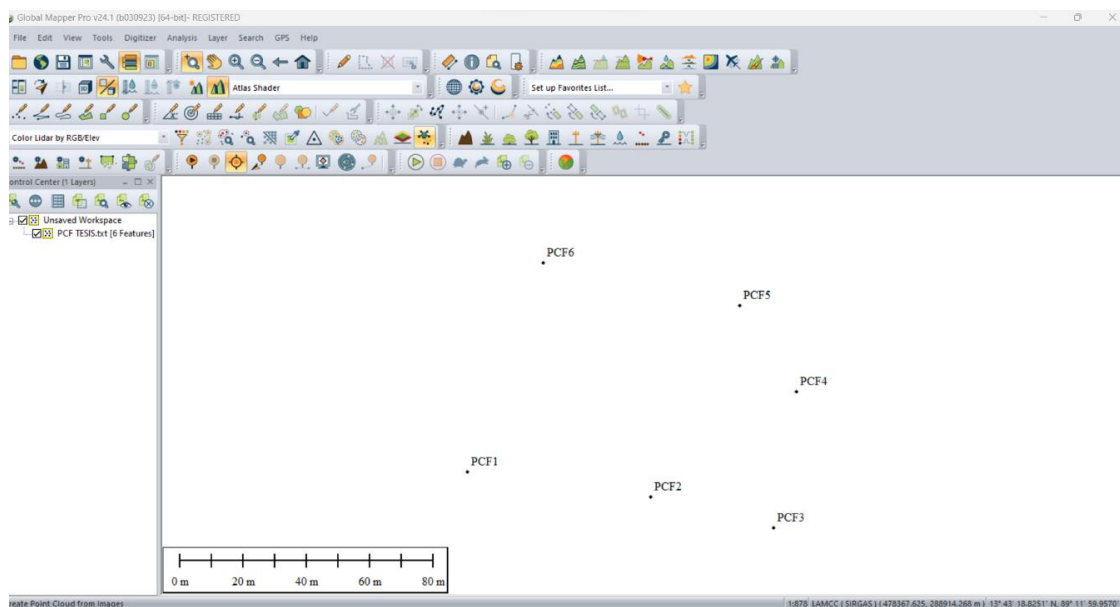 Global Mapper Pro v24.1 (b030923) [64-bit]- REGISTERED
File Edit View Tools Digitizer Analysis Layer Search GPS Help
Atlas Shader
Set up Favorites List...
Color Lidar by RGB/Elev
ontrol Center (1 Layers)
Unsaved Workspace
PCF TESIS.txt [6 Features]
PCF6
PCF5
PCF4
PCF1
PCF2
PCF3
0 m 20 m 40 m 60 m 80 m
reate Point Cloud from Images
1:878 LAMCC ( SIRGAS ) ( 478367.625, 288914.268 m ) 13° 43' 18.8251" N, 89° 11' 59.9570"